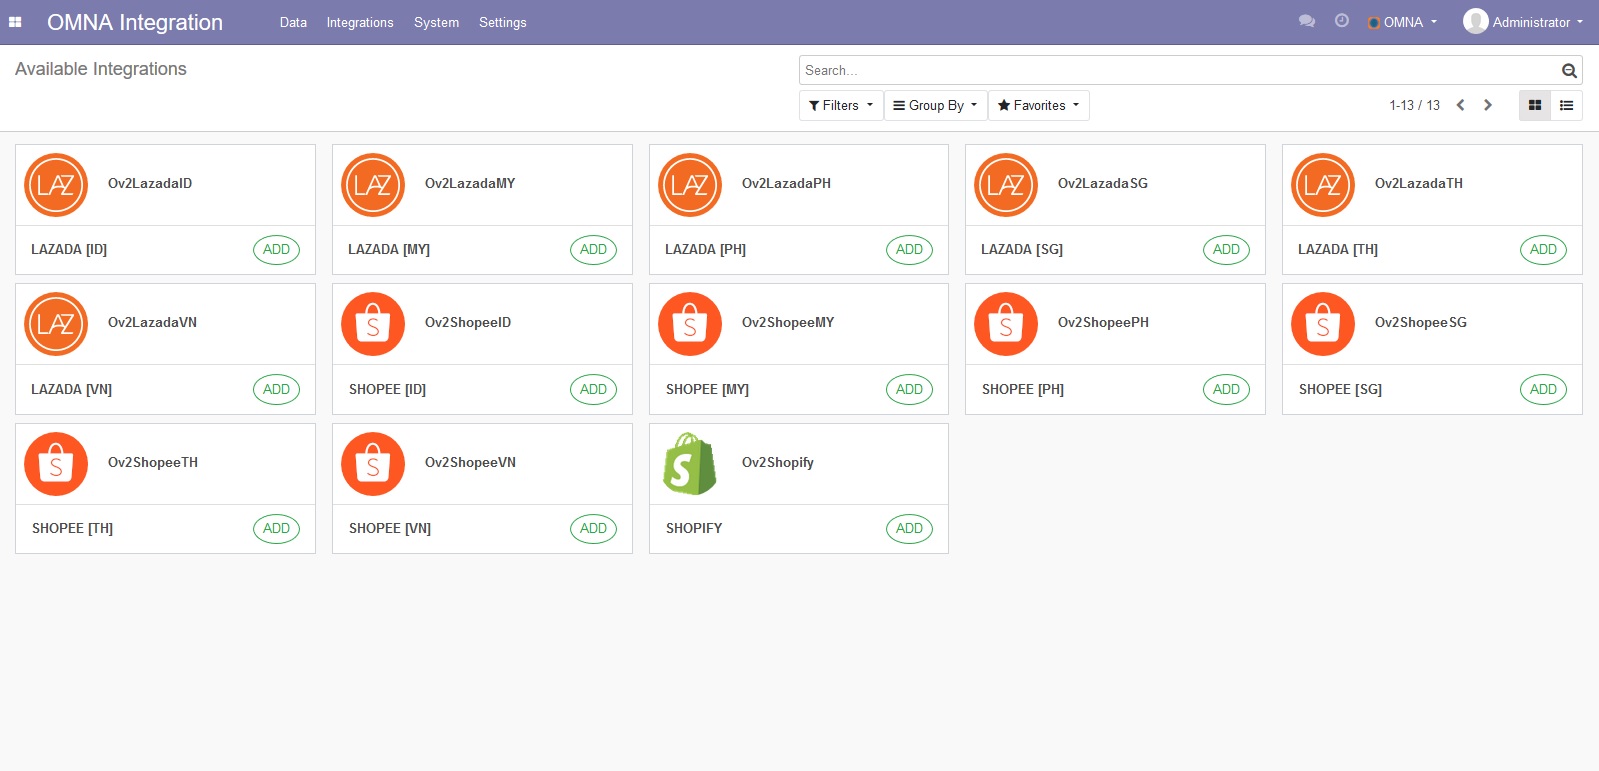 OMNA Integration Data Integrations System Settings OMNA Administrator
Available Integrations
Search...
Filters Group By Favorites 1-13 / 13
LAZ Ov2LazadaID LAZ Ov2LazadaMY LAZ Ov2LazadaPH LAZ Ov2LazadaSG LAZ Ov2LazadaTH
LAZADA [ID] ADD LAZADA [MY] ADD LAZADA [PH] ADD LAZADA [SG] ADD LAZADA [TH] ADD
LAZ Ov2LazadaVN S Ov2ShopeeID S Ov2ShopeeMY S Ov2ShopeePH S Ov2ShopeeSG
LAZADA [VN] ADD SHOPEE [ID] ADD SHOPEE [MY] ADD SHOPEE [PH] ADD SHOPEE [SG] ADD
S Ov2ShopeeTH S Ov2ShopeeVN S Ov2Shopify
SHOPEE [TH] ADD SHOPEE [VN] ADD SHOPIFY ADD